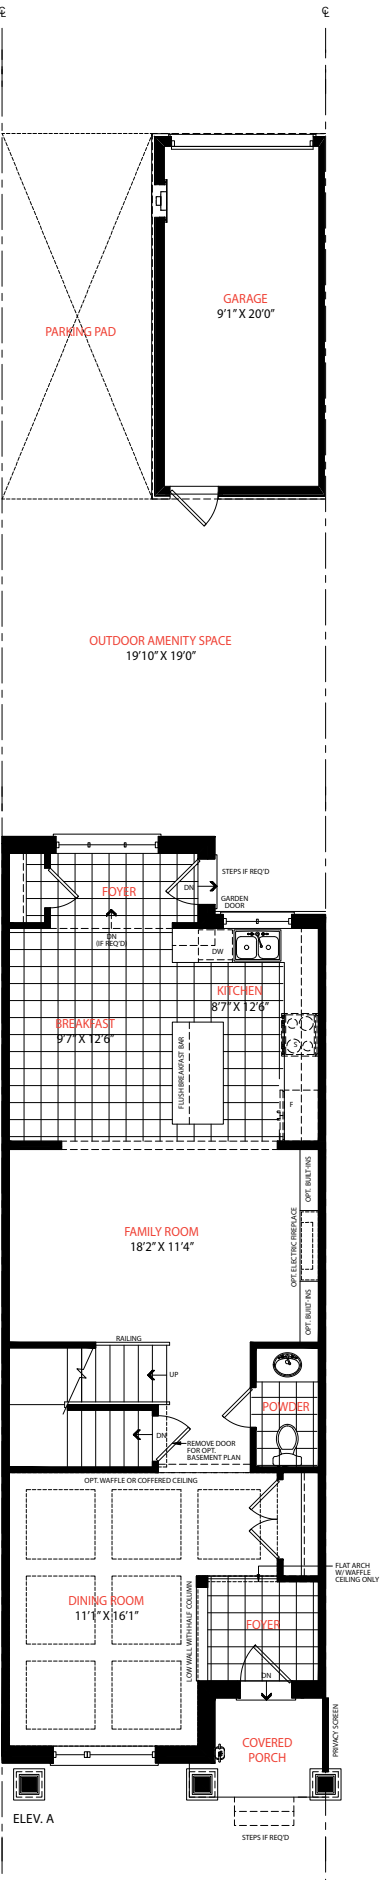 GARAGE
9'1" X 20'0"
PARKING PAD
OUTDOOR AMENITY SPACE
19'10" X 19'0"
STEPS IF REQ'D
FOYER
DN
GARDEN
DOOR
DN
(IF REQ'D)
DW
KITCHEN
8'7" X 12'6"
BREAKFAST
9'7" X 12'6"
S
FLUSH BREAKFAST BAR
F
OPT. BUILT-INS
FAMILY ROOM
18'2" X 11'4"
OPT. ELECTRIC FIREPLACE
OPT. BUILT-INS
RAILING
UP
POWDER
DN
REMOVE DOOR
FOR OPT.
BASEMENT PLAN
OPT. WAFFLE OR COFFERED CEILING
FLAT ARCH
W/ WAFFLE
CEILING ONLY
DINING ROOM
11'1" X 16'1"
LOW WALL WITH HALF COLUMN
FOYER
DN
COVERED
PORCH
PRIVACY SCREEN
ELEV. A
STEPS IF REQ'D